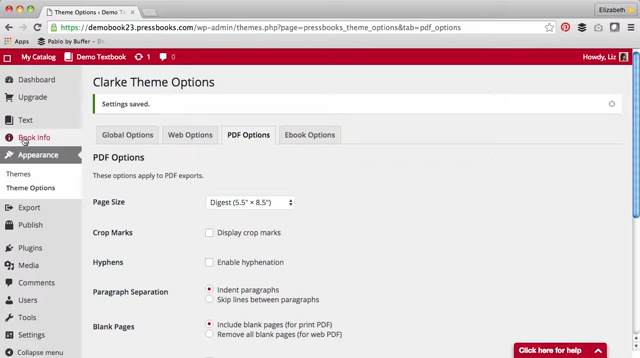 Theme Options ‹ Demo T
Elizabeth
https://demobook23.pressbooks.com/wp-admin/themes.php?page=pressbooks_theme_options&tab=pdf_options
Apps
Pablo by Buffer – D
My Catalog
Demo Textbook
1
Howdy, Liz
Dashboard
Upgrade
Text
Book Info
Appearance
Themes
Theme Options
Export
Publish
Plugins
Media
Comments
Users
Tools
Settings
Collapse menu
Clarke Theme Options
Settings saved.
Global Options
Web Options
PDF Options
Ebook Options
PDF Options
These options apply to PDF exports.
Page Size
Digest (5.5" × 8.5")
Crop Marks
Display crop marks
Hyphens
Enable hyphenation
Paragraph Separation
Indent paragraphs
Skip lines between paragraphs
Blank Pages
Include blank pages (for print PDF)
Remove all blank pages (for web PDF)
Click here for help